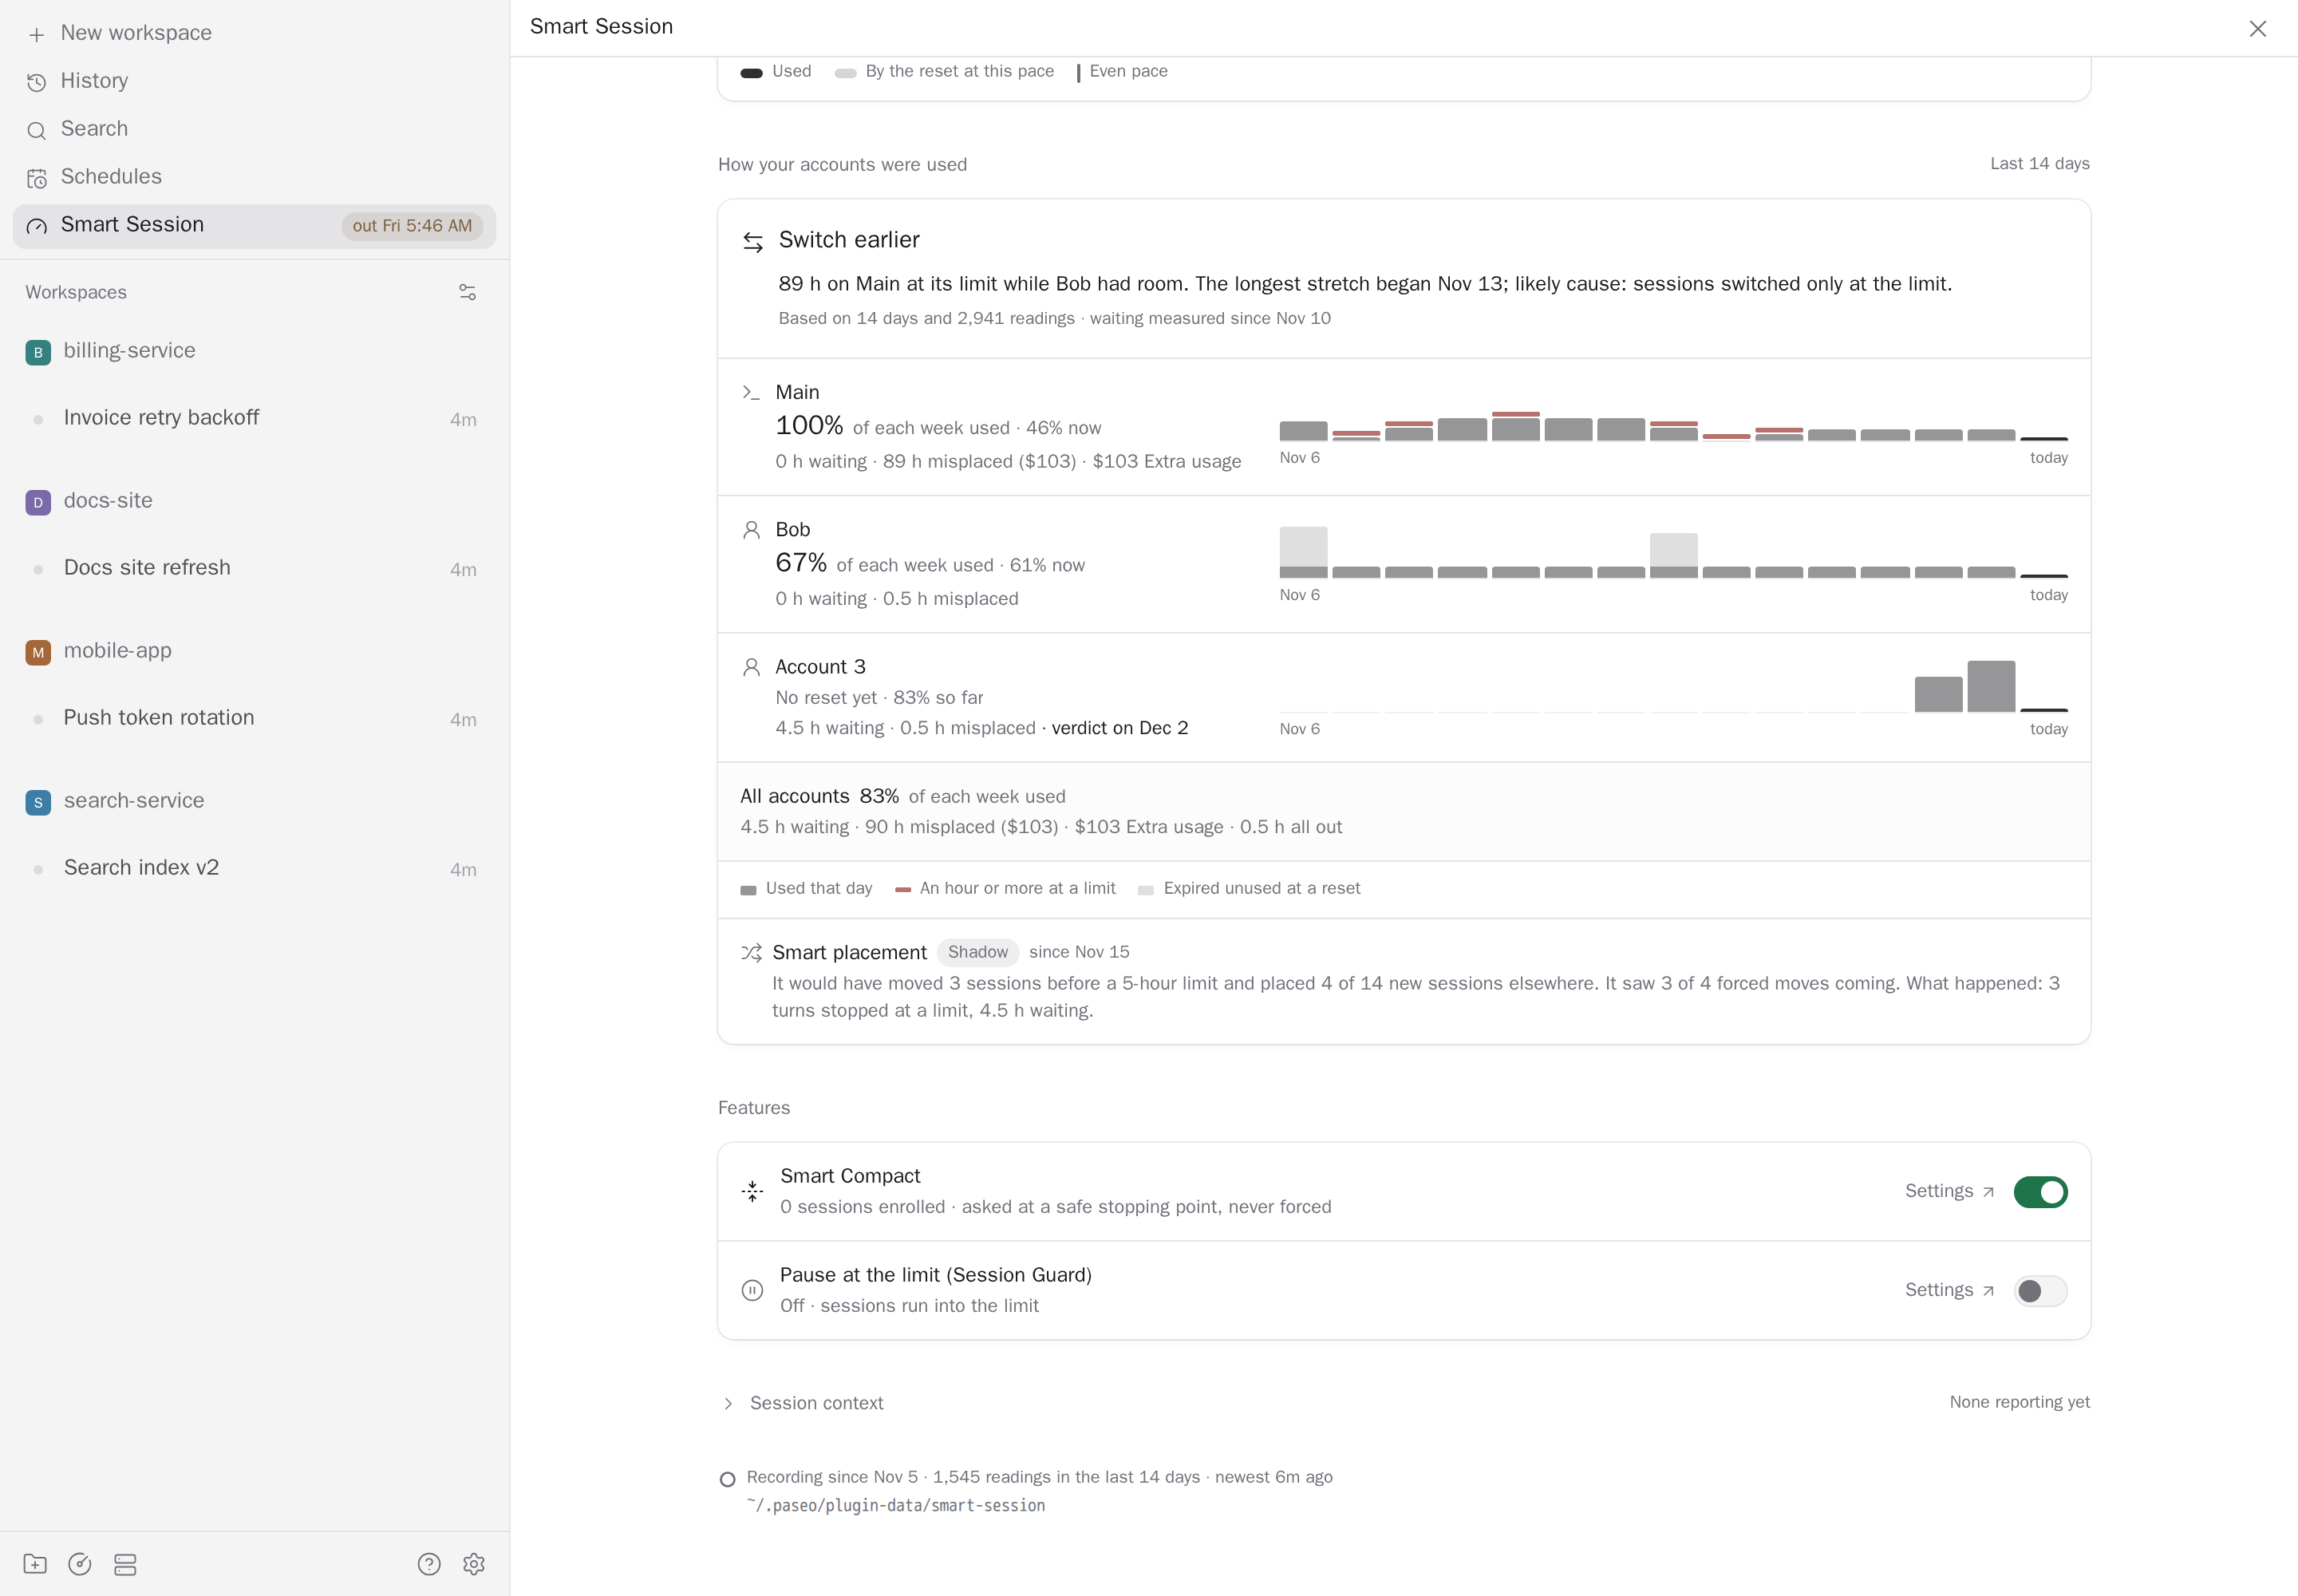 New workspace
History
Search
Schedules
Smart Session
out Fri 5:46 AM
Workspaces
B
billing-service
Invoice retry backoff
4m
D
docs-site
Docs site refresh
4m
M
mobile-app
Push token rotation
4m
S
search-service
Search index v2
4m
Smart Session
Used
By the reset at this pace
Even pace
How your accounts were used
Last 14 days
Switch earlier
89 h on Main at its limit while Bob had room. The longest stretch began Nov 13; likely cause: sessions switched only at the limit.
Based on 14 days and 2,941 readings · waiting measured since Nov 10
Main
100% of each week used · 46% now
0 h waiting · 89 h misplaced ($103) · $103 Extra usage
Nov 6
today
Bob
67% of each week used · 61% now
0 h waiting · 0.5 h misplaced
Nov 6
today
Account 3
No reset yet · 83% so far
4.5 h waiting · 0.5 h misplaced · verdict on Dec 2
Nov 6
today
All accounts 83% of each week used
4.5 h waiting · 90 h misplaced ($103) · $103 Extra usage · 0.5 h all out
Used that day
An hour or more at a limit
Expired unused at a reset
Smart placement
Shadow
since Nov 15
It would have moved 3 sessions before a 5-hour limit and placed 4 of 14 new sessions elsewhere. It saw 3 of 4 forced moves coming. What happened: 3
turns stopped at a limit, 4.5 h waiting.
Features
Smart Compact
0 sessions enrolled · asked at a safe stopping point, never forced
Settings
Pause at the limit (Session Guard)
Off · sessions run into the limit
Settings
Session context
None reporting yet
Recording since Nov 5 · 1,545 readings in the last 14 days · newest 6m ago
~/.paseo/plugin-data/smart-session